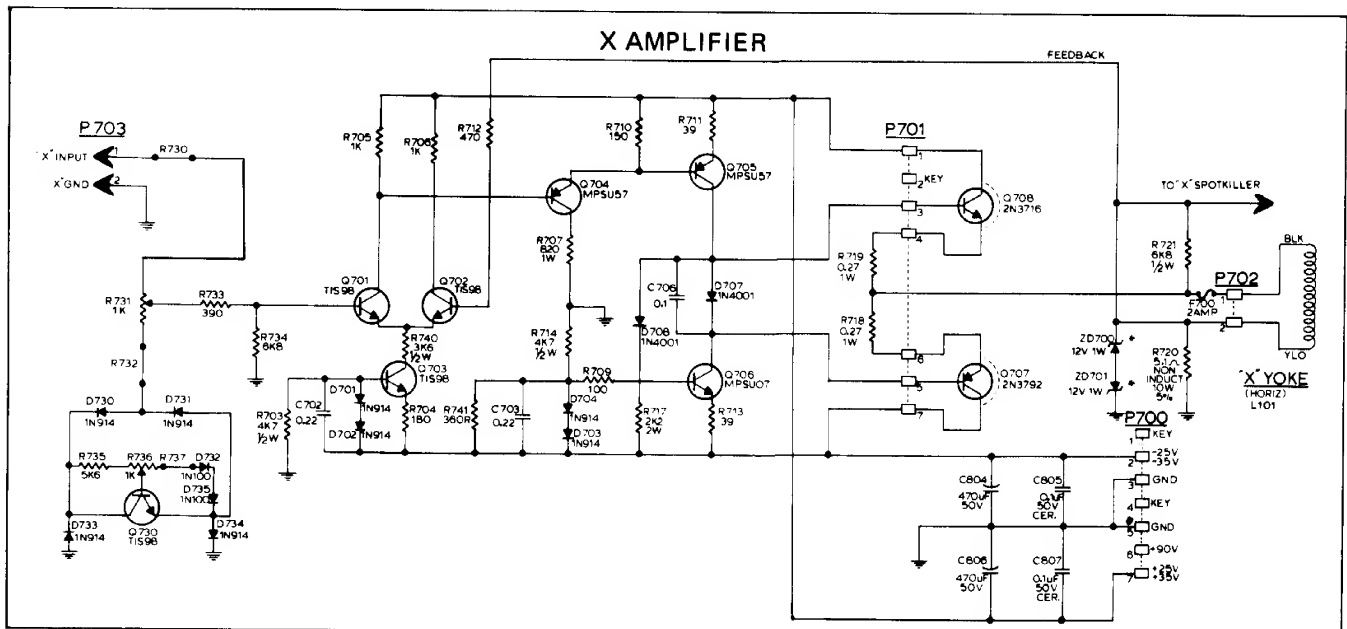 X AMPLIFIER
FEEDBACK
P703
"X" INPUT
1
R730
"X" GND
2
R705
1K
R706
1K
R712
470
R710
150
R711
39
P701
1
2 KEY
3
4
6
5
7
Q704
MPSU57
Q705
MPSU57
Q708
2N3716
TO "X" SPOTKILLER
R707
820
1W
R731
1K
R733
390
R734
6K8
Q701
TIS98
Q702
TIS98
R740
3K6
½W
Q703
TIS98
R714
4K7
½W
C706
0.1
D707
1N4001
D708
1N4001
R719
0.27
1W
R718
0.27
1W
R721
6K8
½W
P702
F700
2AMP
1
2
BLK
YLO
"X" YOKE
(HORIZ)
L101
ZD700
12V 1W
ZD701
12V 1W
R720
5.1Ω
NON
INDUCT
10W
5%
R732
D730
1N914
D731
1N914
R703
4K7
½W
C702
0.22
D701
1N914
D702
1N914
R704
180
R741
360R
C703
0.22
R709
100
D704
1N914
D703
1N914
Q706
MPSU07
R717
2K2
2W
R713
39
Q707
2N3792
R735
5K6
R736
1K
R737
D732
1N100
D735
1N100
D733
1N914
Q730
TIS98
D734
1N914
C804
470uF
50V
C805
0.1uF
50V
CER.
C806
470uF
50V
C807
0.1uF
50V
CER.
P700
1 KEY
2 -25V
-35V
3 GND
4 KEY
5 GND
6 +90V
7 +25V
+35V